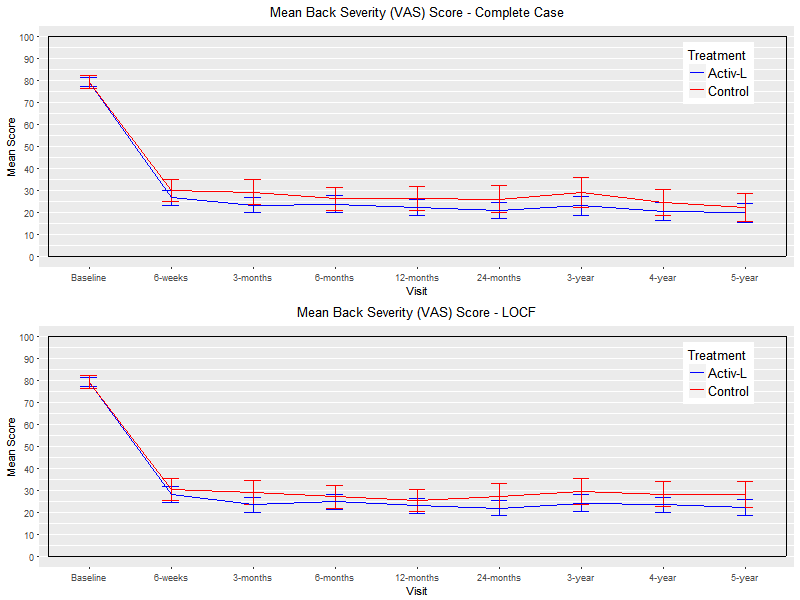 Mean Back Severity (VAS) Score - Complete Case
Mean Score
100
90
80
70
60
50
40
30
20
10
0
Treatment
Activ-L
Control
Baseline 6-weeks 3-months 6-months 12-months 24-months 3-year 4-year 5-year
Visit
Mean Back Severity (VAS) Score - LOCF
Mean Score
100
90
80
70
60
50
40
30
20
10
0
Treatment
Activ-L
Control
Baseline 6-weeks 3-months 6-months 12-months 24-months 3-year 4-year 5-year
Visit